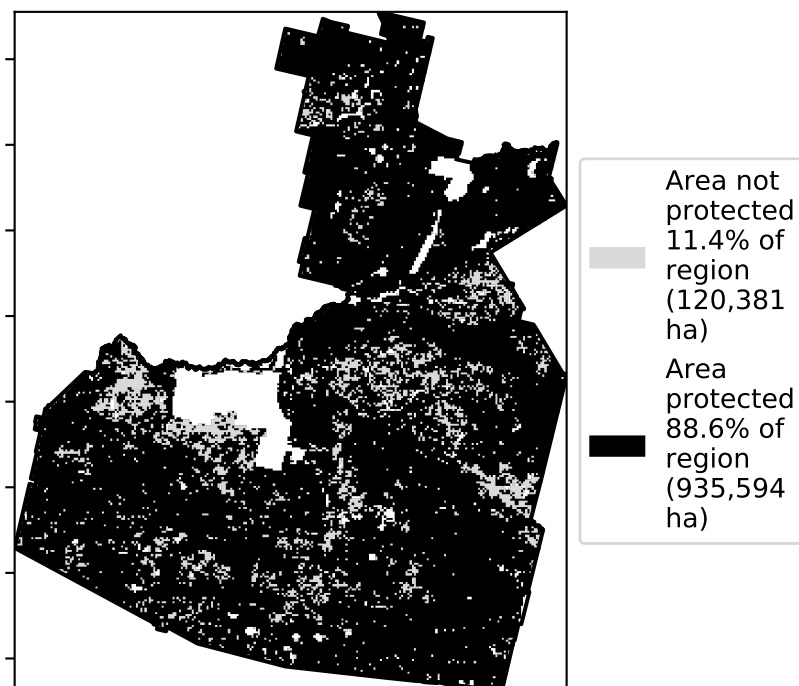 Area not
protected
11.4% of
region
(120,381
ha)
Area
protected
88.6% of
region
(935,594
ha)